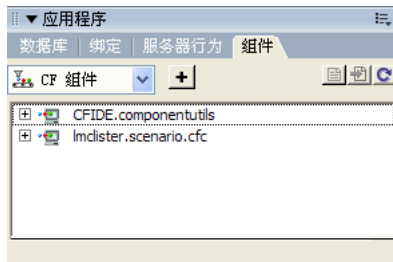 应用程序
数据库 绑定 服务器行为 组件
CF 组件
CFIDE.componentutils
lmclister.scenario.cfc